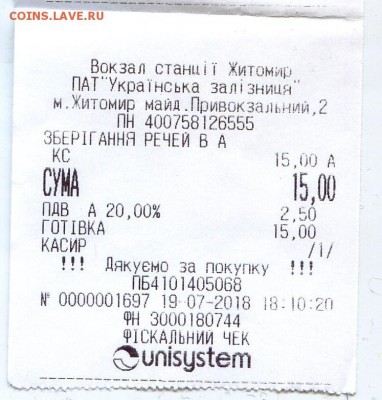 COINS.LAVE.RU
Вокзал станції Житомир
ПАТ"Українська залізниця"
м.Житомир майд.Привокзальний,2
ПН 400758126555
ЗБЕРІГАННЯ РЕЧЕЙ В А
КС 15,00 А
СУМА 15,00
ПДВ А 20,00% 2,50
ГОТІВКА 15,00
КАСИР /1/
!!! Дякуємо за покупку !!!
ПБ4101405068
№ 0000001697 19-07-2018 18:10:20
ФН 3000180744
ФІСКАЛЬНИЙ ЧЕК
unisystem